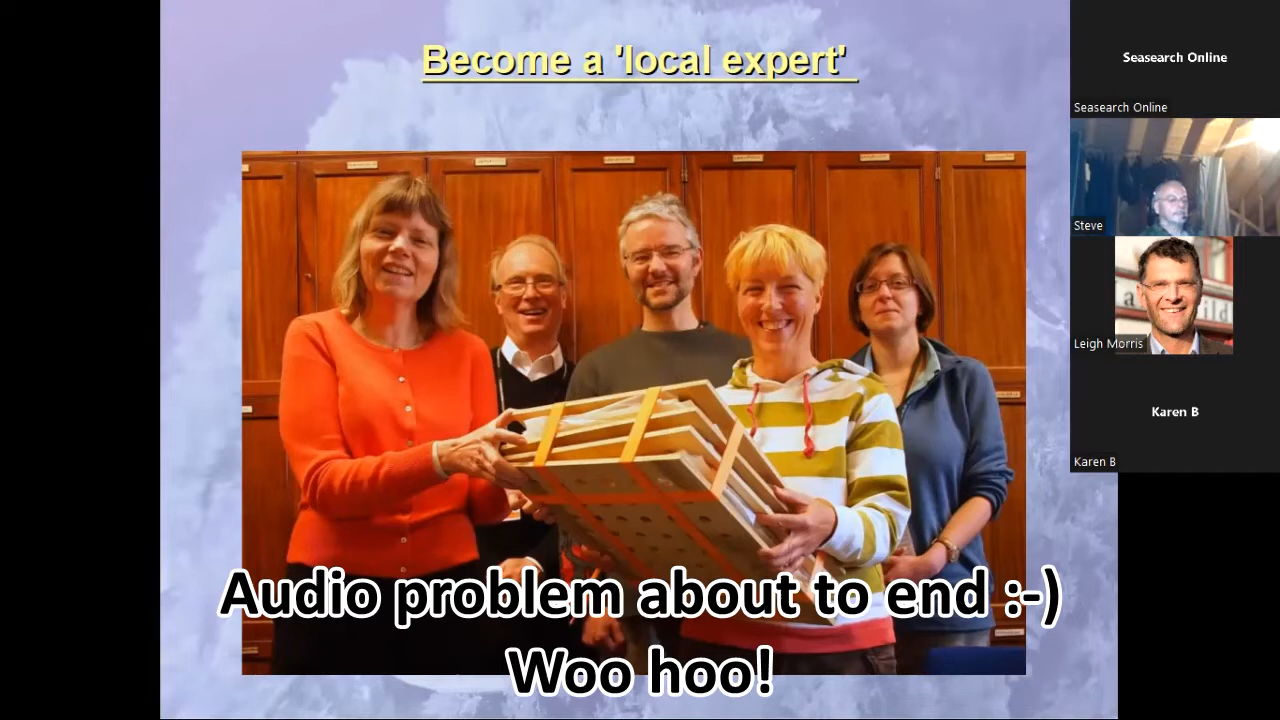 Become a 'local expert'
Seasearch Online
Seasearch Online
Steve
Leigh Morris
Karen B
Karen B
Audio problem about to end :-)
Woo hoo!